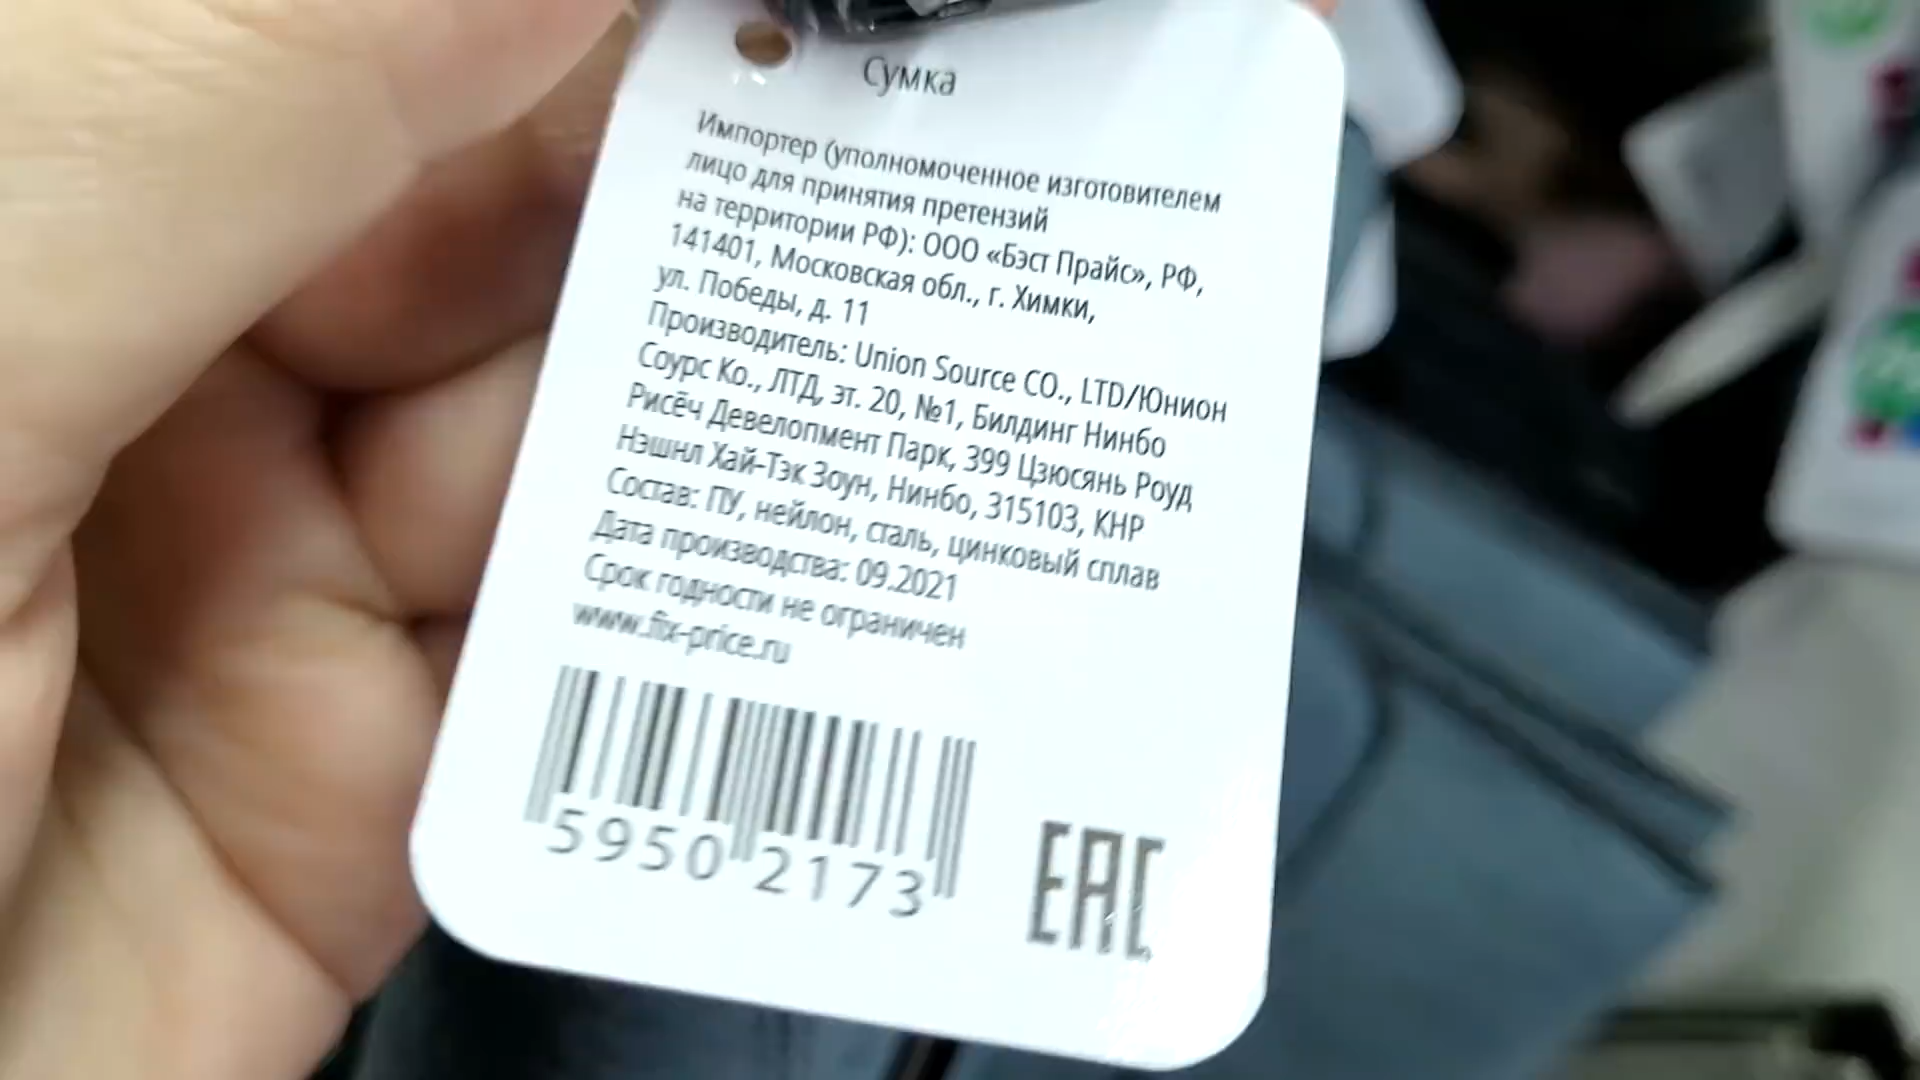 Сумка
Импортер (уполномоченное изготовителем
лицо для принятия претензий
на территории РФ): ООО «Бэст Прайс», РФ,
141401, Московская обл., г. Химки,
ул. Победы, д. 11
Производитель: Union Source CO., LTD/Юнион
Соурс Ко., ЛТД, эт. 20, №1, Билдинг Нинбо
Рисёч Девелопмент Парк, 399 Цзюсянь Роуд
Нэшнл Хай-Тэк Зоун, Нинбо, 315103, КНР
Состав: ПУ, нейлон, сталь, цинковый сплав
Дата производства: 09.2021
Срок годности не ограничен
www.fix-price.ru
5950 2173
EAC